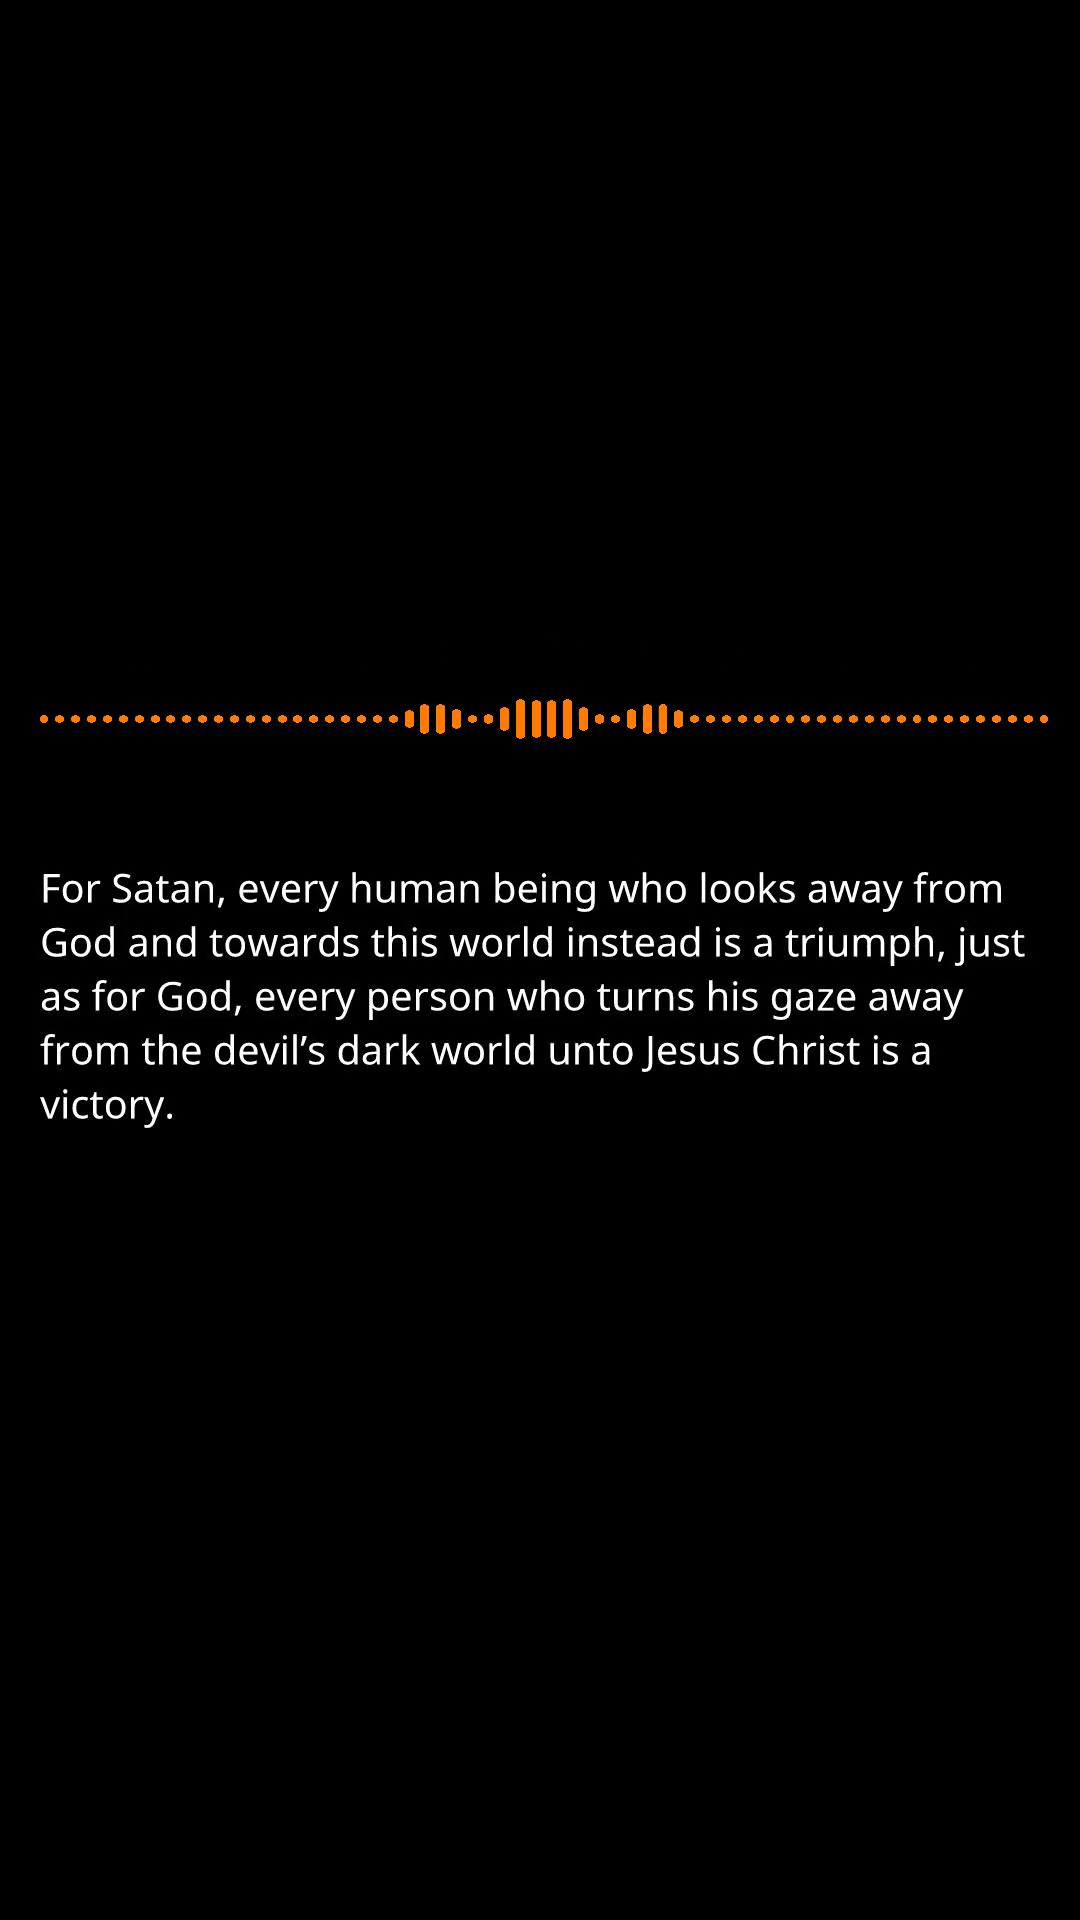 For Satan, every human being who looks away from
God and towards this world instead is a triumph, just
as for God, every person who turns his gaze away
from the devil’s dark world unto Jesus Christ is a
victory.